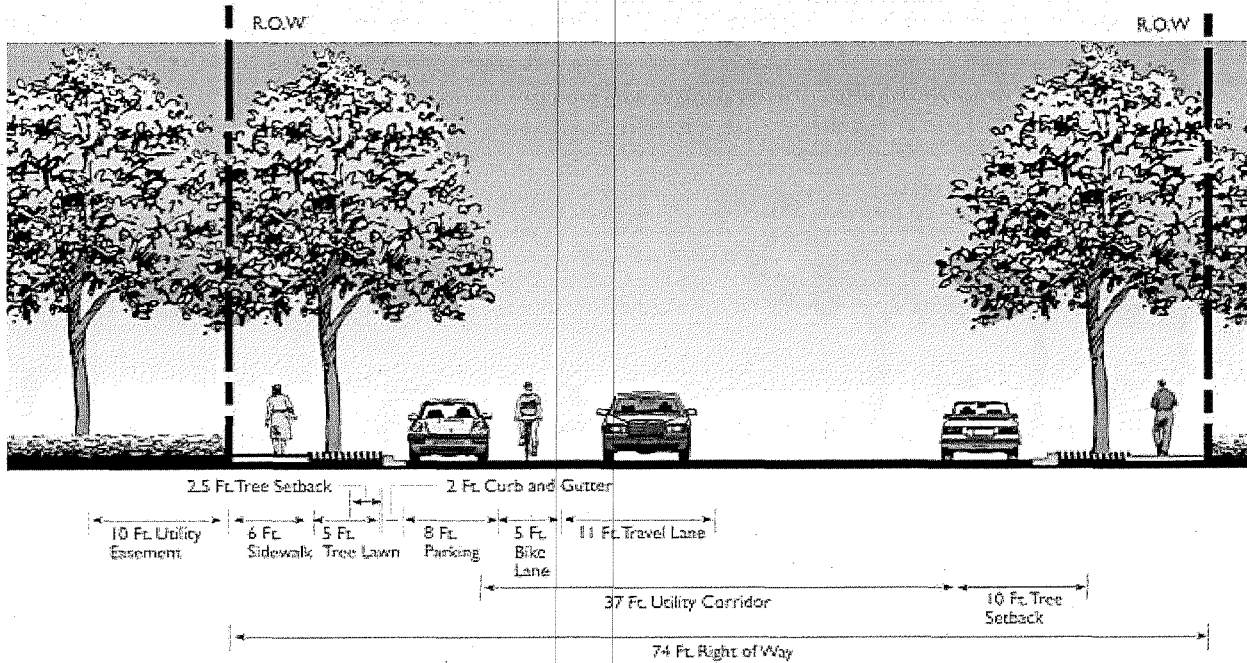 R.O.W
R.O.W
2.5 Ft. Tree Setback
2 Ft. Curb and Gutter
10 Ft. Utility
Easement
6 Ft.
Sidewalk
5 Ft.
Tree Lawn
8 Ft.
Parking
5 Ft.
Bike
Lane
11 Ft. Travel Lane
37 Ft. Utility Corridor
10 Ft. Tree
Setback
74 Ft. Right of Way